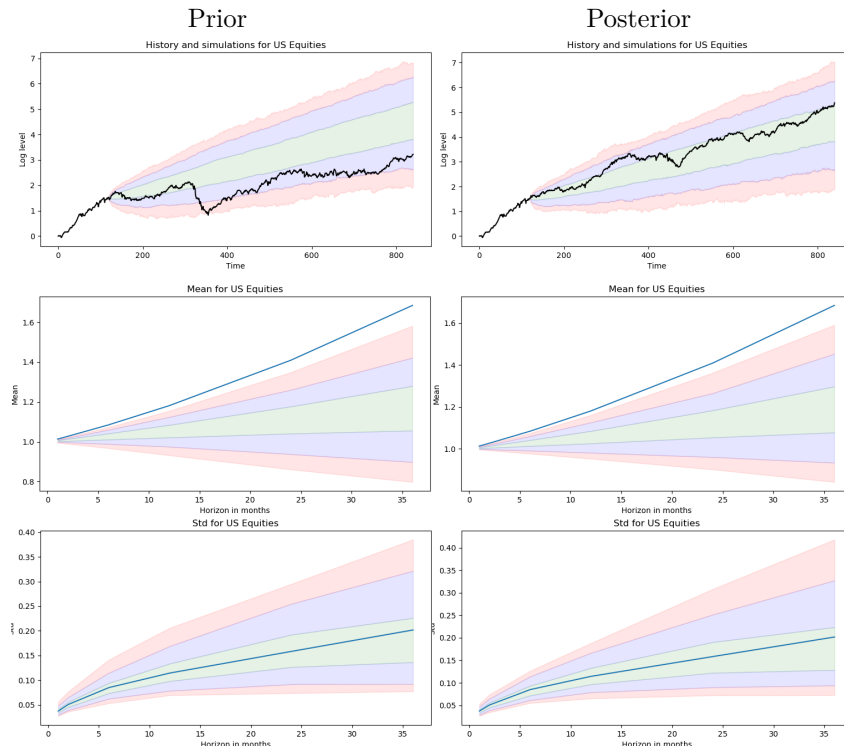 Prior Posterior
History and simulations for US Equities History and simulations for US Equities
7 7
6 6
5 5
4 4
3 3
2 2
1 1
0 0
Log level Log level
0 200 400 600 800 0 200 400 600 800
Time Time
Mean for US Equities Mean for US Equities
1.6 1.6
1.4 1.4
1.2 1.2
1.0 1.0
0.8
Mean Mean
0 5 10 15 20 25 30 35 0 5 10 15 20 25 30 35
Horizon in months Horizon in months
Std for US Equities Std for US Equities
0.40 0.40
0.35 0.35
0.30 0.30
0.25 0.25
0.20 0.20
0.15 0.15
0.10 0.10
0.05 0.05
0 5 10 15 20 25 30 35 0 5 10 15 20 25 30 35
Horizon in months Horizon in months